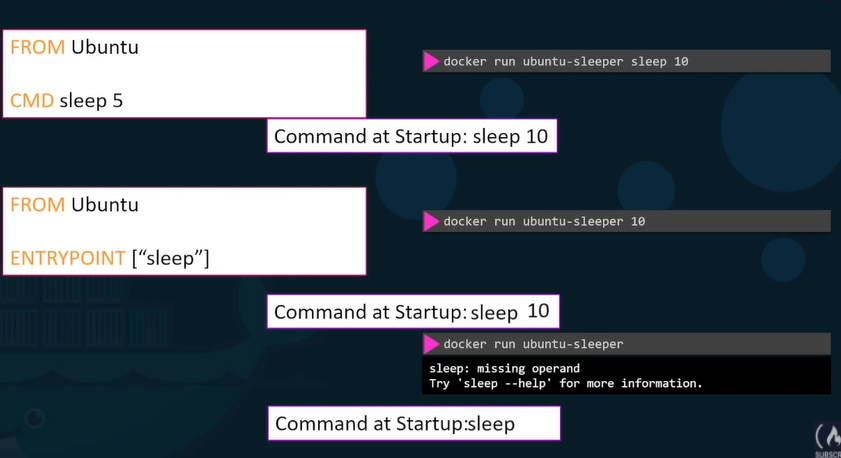 FROM Ubuntu
docker run ubuntu-sleeper sleep 10
CMD sleep 5
Command at Startup: sleep 10
FROM Ubuntu
docker run ubuntu-sleeper 10
ENTRYPOINT [“sleep”]
Command at Startup: sleep 10
docker run ubuntu-sleeper
sleep: missing operand
Try 'sleep --help' for more information.
Command at Startup:sleep